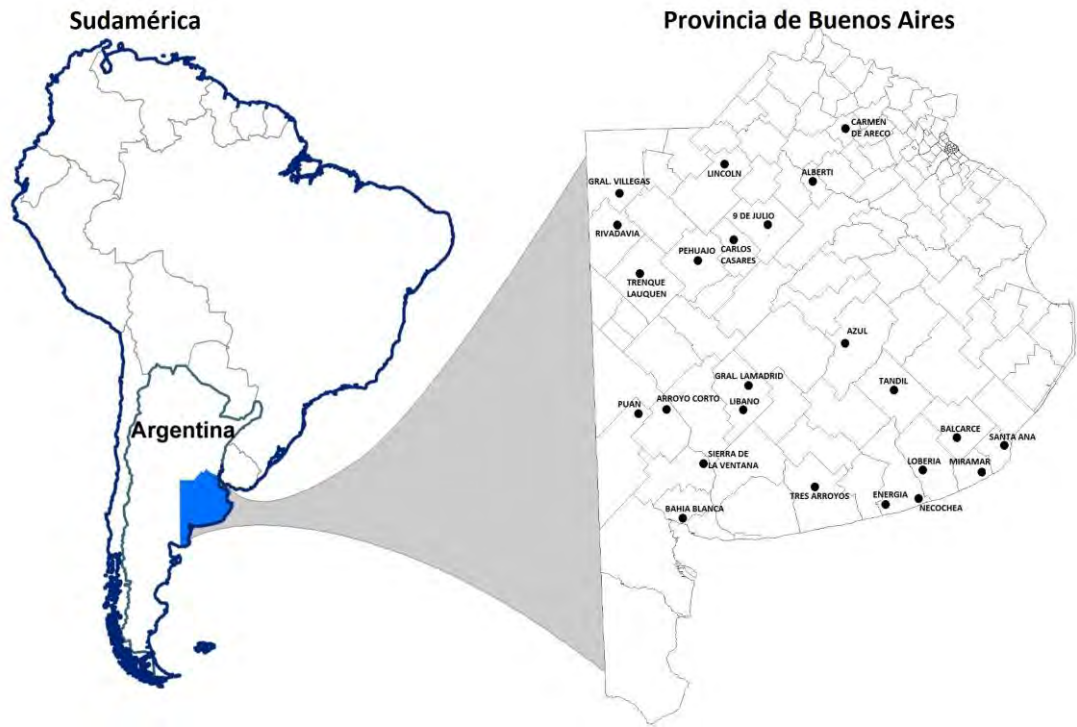 Sudamérica
Argentina
Provincia de Buenos Aires
CARMEN
DE ARECO
LINCOLN
ALBERTI
GRAL. VILLEGAS
9 DE JULIO
RIVADAVIA
CARLOS
CASARES
PEHUAJO
TRENQUE
LAUQUEN
AZUL
GRAL. LAMADRID
TANDIL
PUAN
ARROYO CORTO
LIBANO
BALCARCE
SANTA ANA
SIERRA DE
LA VENTANA
LOBERIA
MIRAMAR
TRES ARROYOS
ENERGIA
NECOCHEA
BAHIA BLANCA